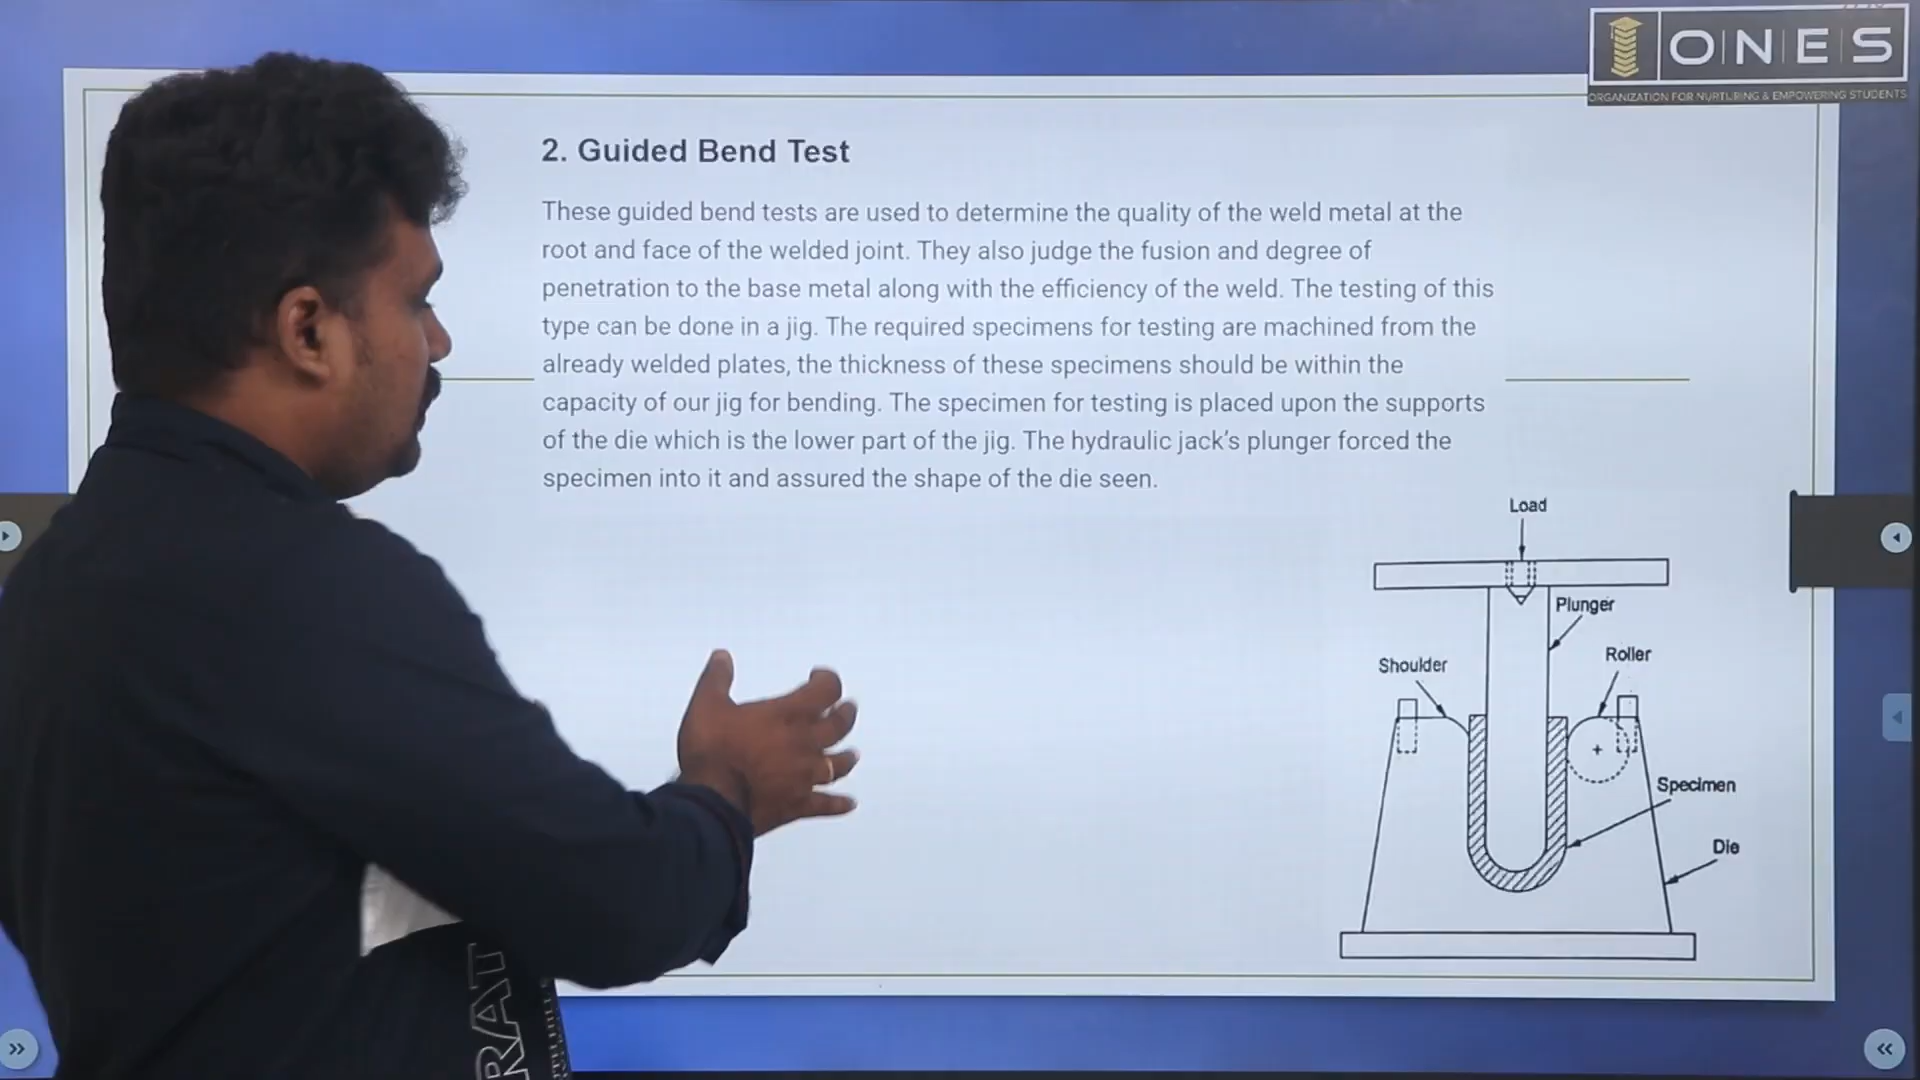 O|N|E|S
ORGANIZATION FOR NURTURING & EMPOWERING STUDENTS
2. Guided Bend Test
These guided bend tests are used to determine the quality of the weld metal at the
root and face of the welded joint. They also judge the fusion and degree of
penetration to the base metal along with the efficiency of the weld. The testing of this
type can be done in a jig. The required specimens for testing are machined from the
already welded plates, the thickness of these specimens should be within the
capacity of our jig for bending. The specimen for testing is placed upon the supports
of the die which is the lower part of the jig. The hydraulic jack's plunger forced the
specimen into it and assured the shape of the die seen.
Load
Plunger
Roller
Shoulder
Specimen
Die
RAT